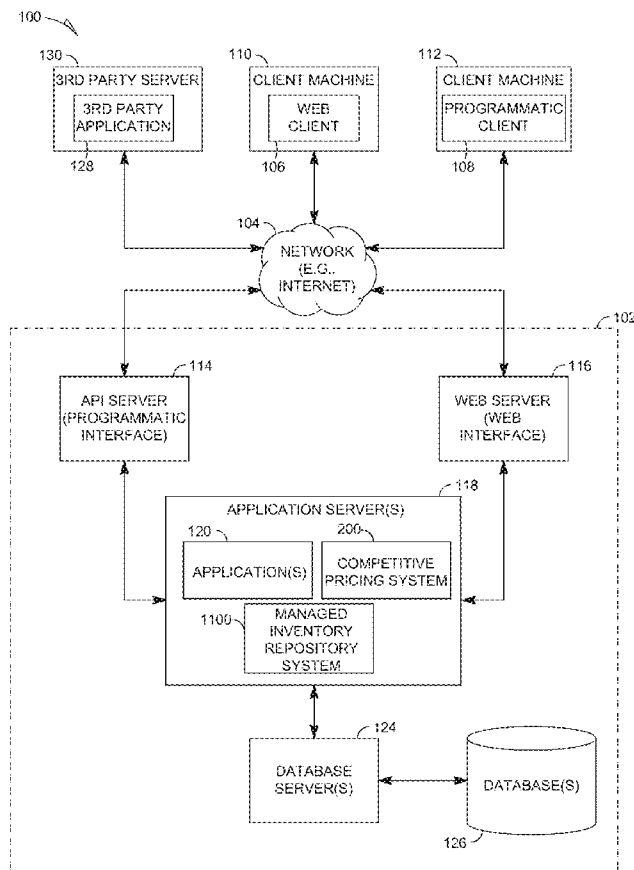 100
130
110
112
3RD PARTY SERVER
CLIENT MACHINE
CLIENT MACHINE
3RD PARTY
APPLICATION
WEB
CLIENT
PROGRAMMATIC
CLIENT
128
106
108
104
NETWORK
(E.G.,
INTERNET)
102
114
116
API SERVER
(PROGRAMMATIC
INTERFACE)
WEB SERVER
(WEB
INTERFACE)
118
APPLICATION SERVER(S)
120
200
APPLICATION(S)
COMPETITIVE
PRICING SYSTEM
1100
MANAGED
INVENTORY
REPOSITORY
SYSTEM
124
DATABASE
SERVER(S)
DATABASE(S)
126